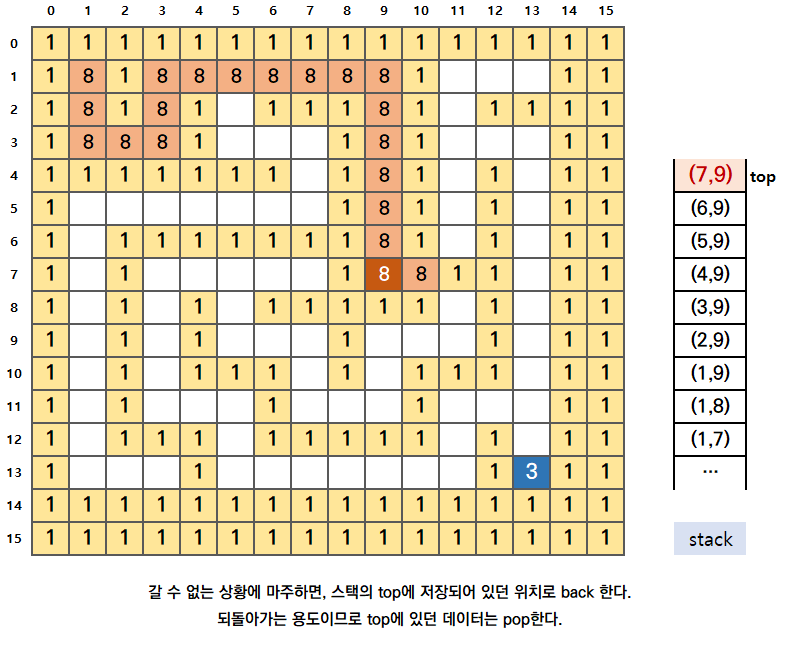 0 1 2 3 4 5 6 7 8 9 10 11 12 13 14 15
0 1 1 1 1 1 1 1 1 1 1 1 1 1 1 1 1
1 1 8 1 8 8 8 8 8 8 8 1 1 1
2 1 8 1 8 1 1 1 1 8 1 1 1 1 1
3 1 8 8 8 1 1 8 1 1 1
4 1 1 1 1 1 1 1 1 8 1 1 1 1 (7,9) top
5 1 1 8 1 1 1 1 (6,9)
6 1 1 1 1 1 1 1 1 8 1 1 1 1 (5,9)
7 1 1 1 8 8 1 1 1 1 (4,9)
8 1 1 1 1 1 1 1 1 1 1 1 (3,9)
9 1 1 1 1 1 1 1 (2,9)
10 1 1 1 1 1 1 1 1 1 1 1 (1,9)
11 1 1 1 1 1 1 (1,8)
12 1 1 1 1 1 1 1 1 1 1 1 1 (1,7)
13 1 1 1 3 1 1 ...
14 1 1 1 1 1 1 1 1 1 1 1 1 1 1 1 1
15 1 1 1 1 1 1 1 1 1 1 1 1 1 1 1 1
stack
갈 수 없는 상황에 마주하면, 스택의 top에 저장되어 있던 위치로 back 한다.
되돌아가는 용도이므로 top에 있던 데이터는 pop한다.